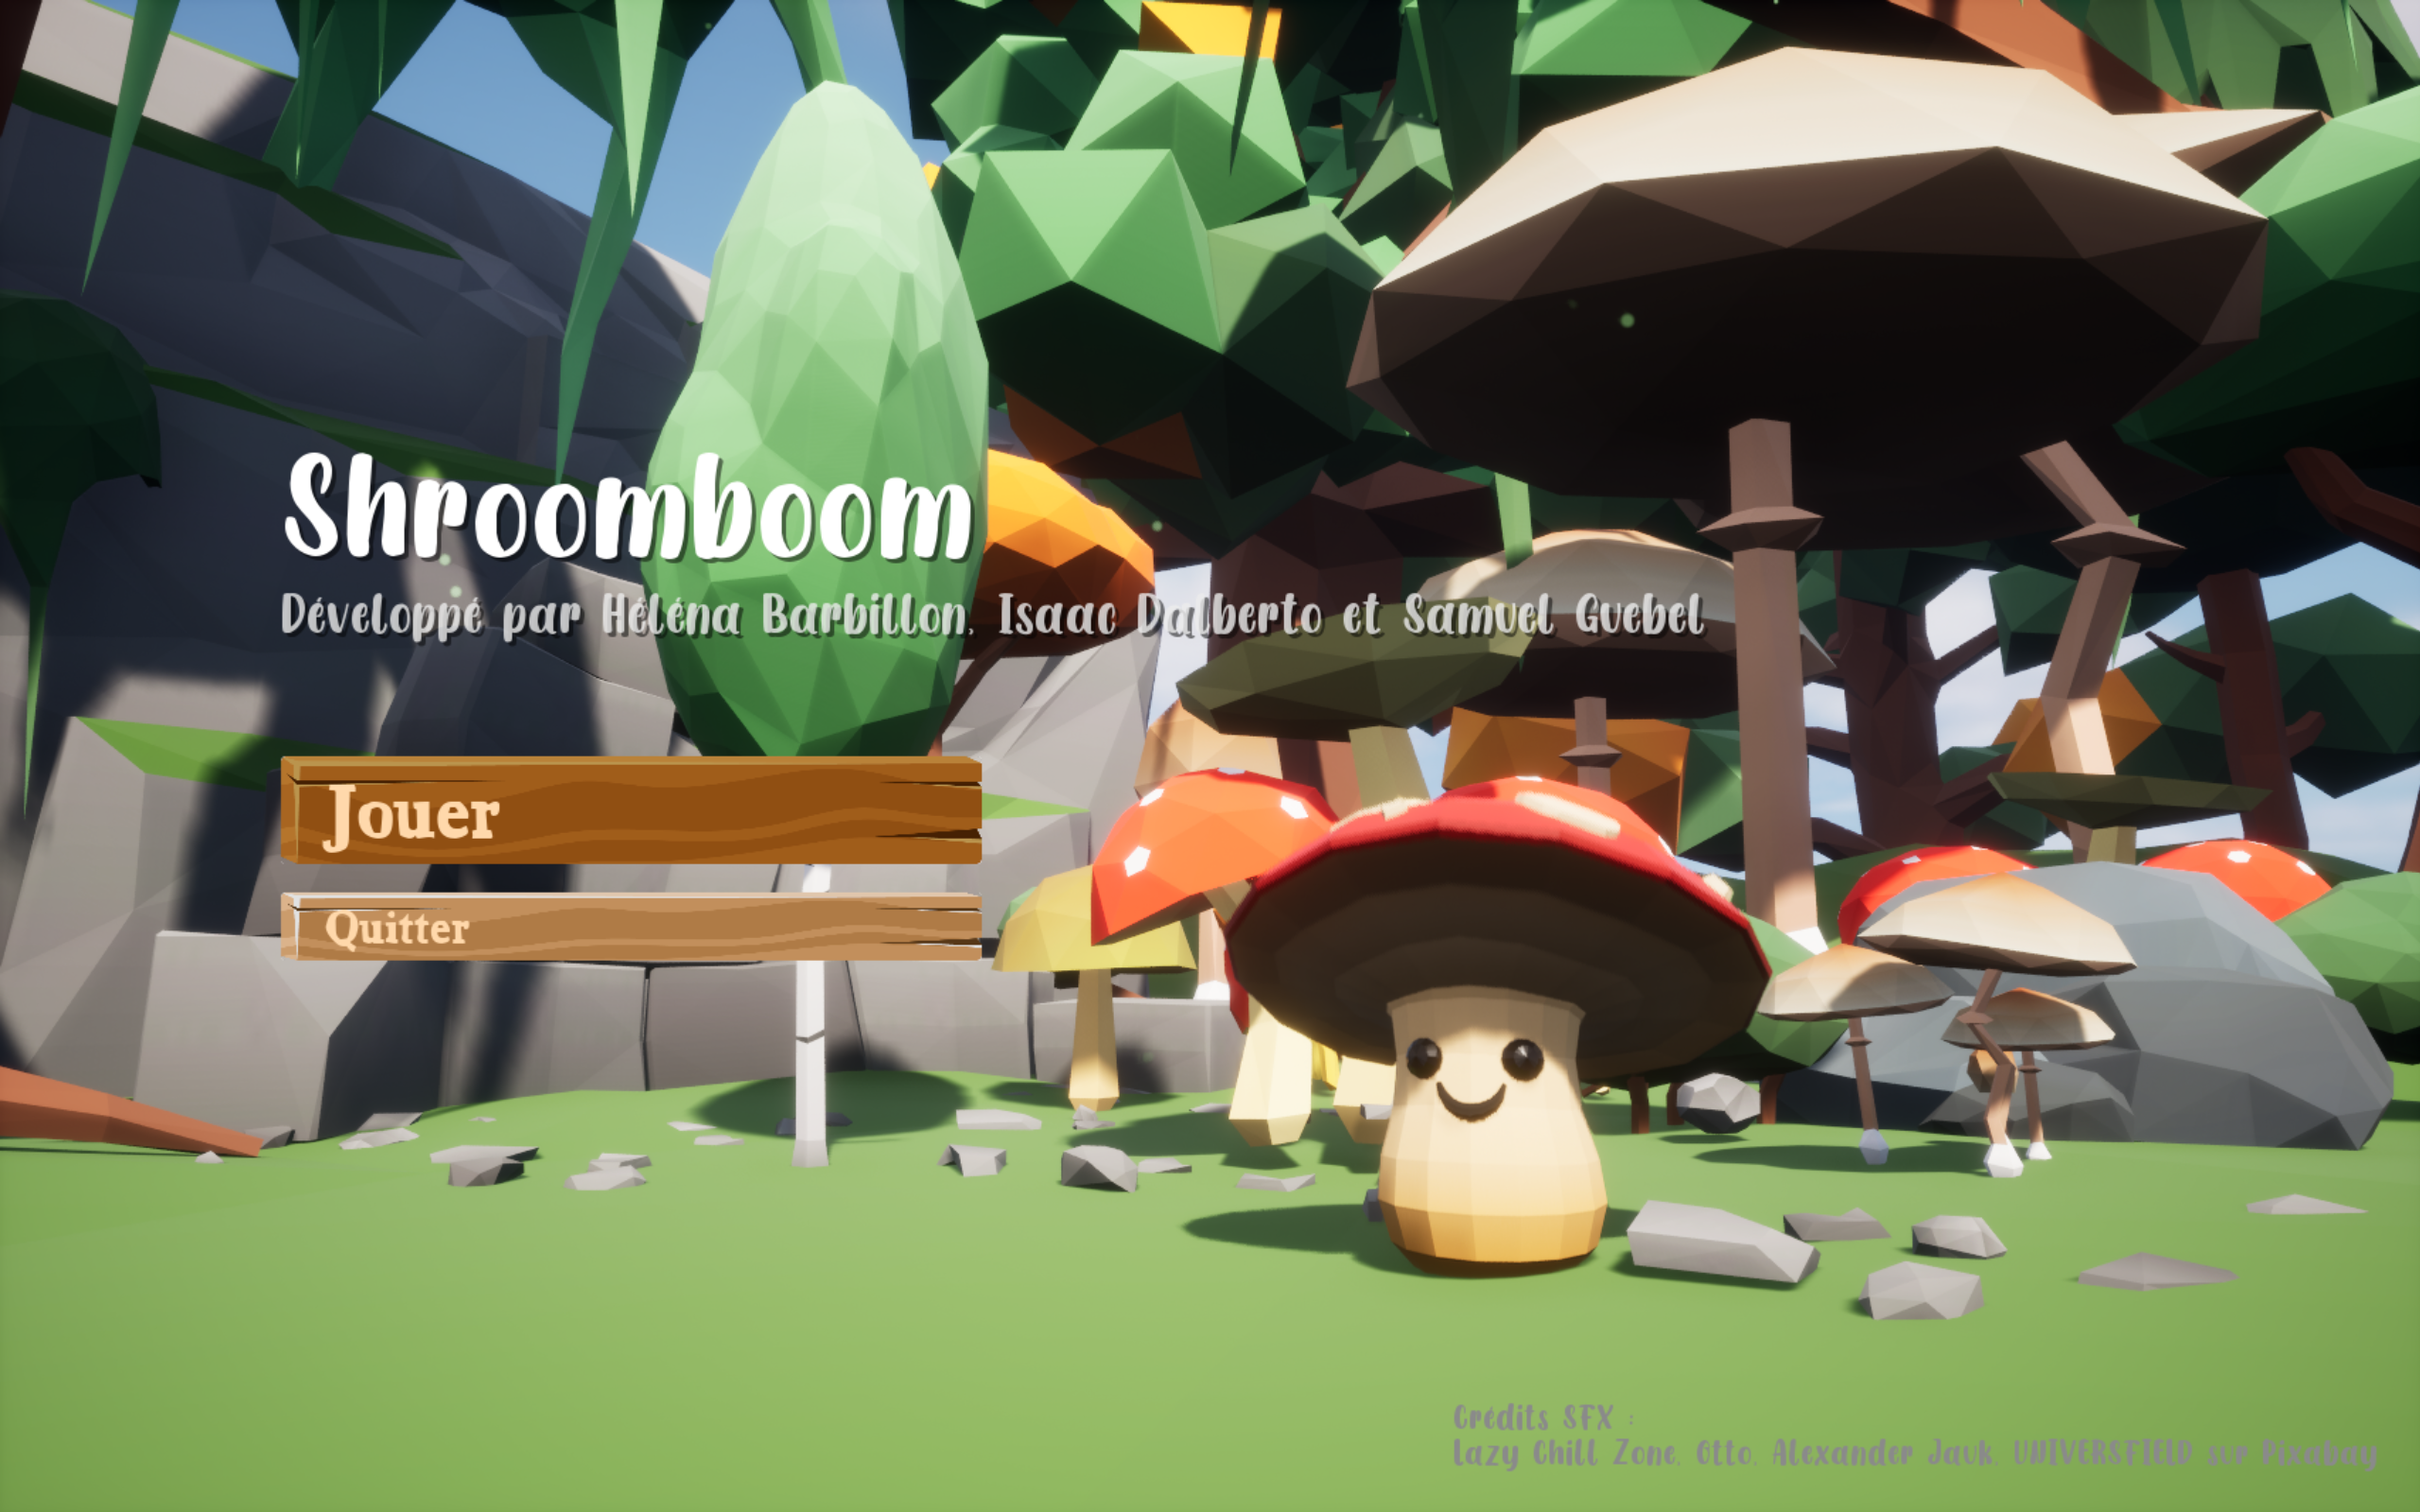 Shroomboom
Développé par Héléna Barbillon, Isaac Dalberto et Samuel Guebel
Jouer
Quitter
Crédits SFX :
Lazy Chill Zone, Otto, Alexander Jauk, UNIVERSFIELD sur Pixabay